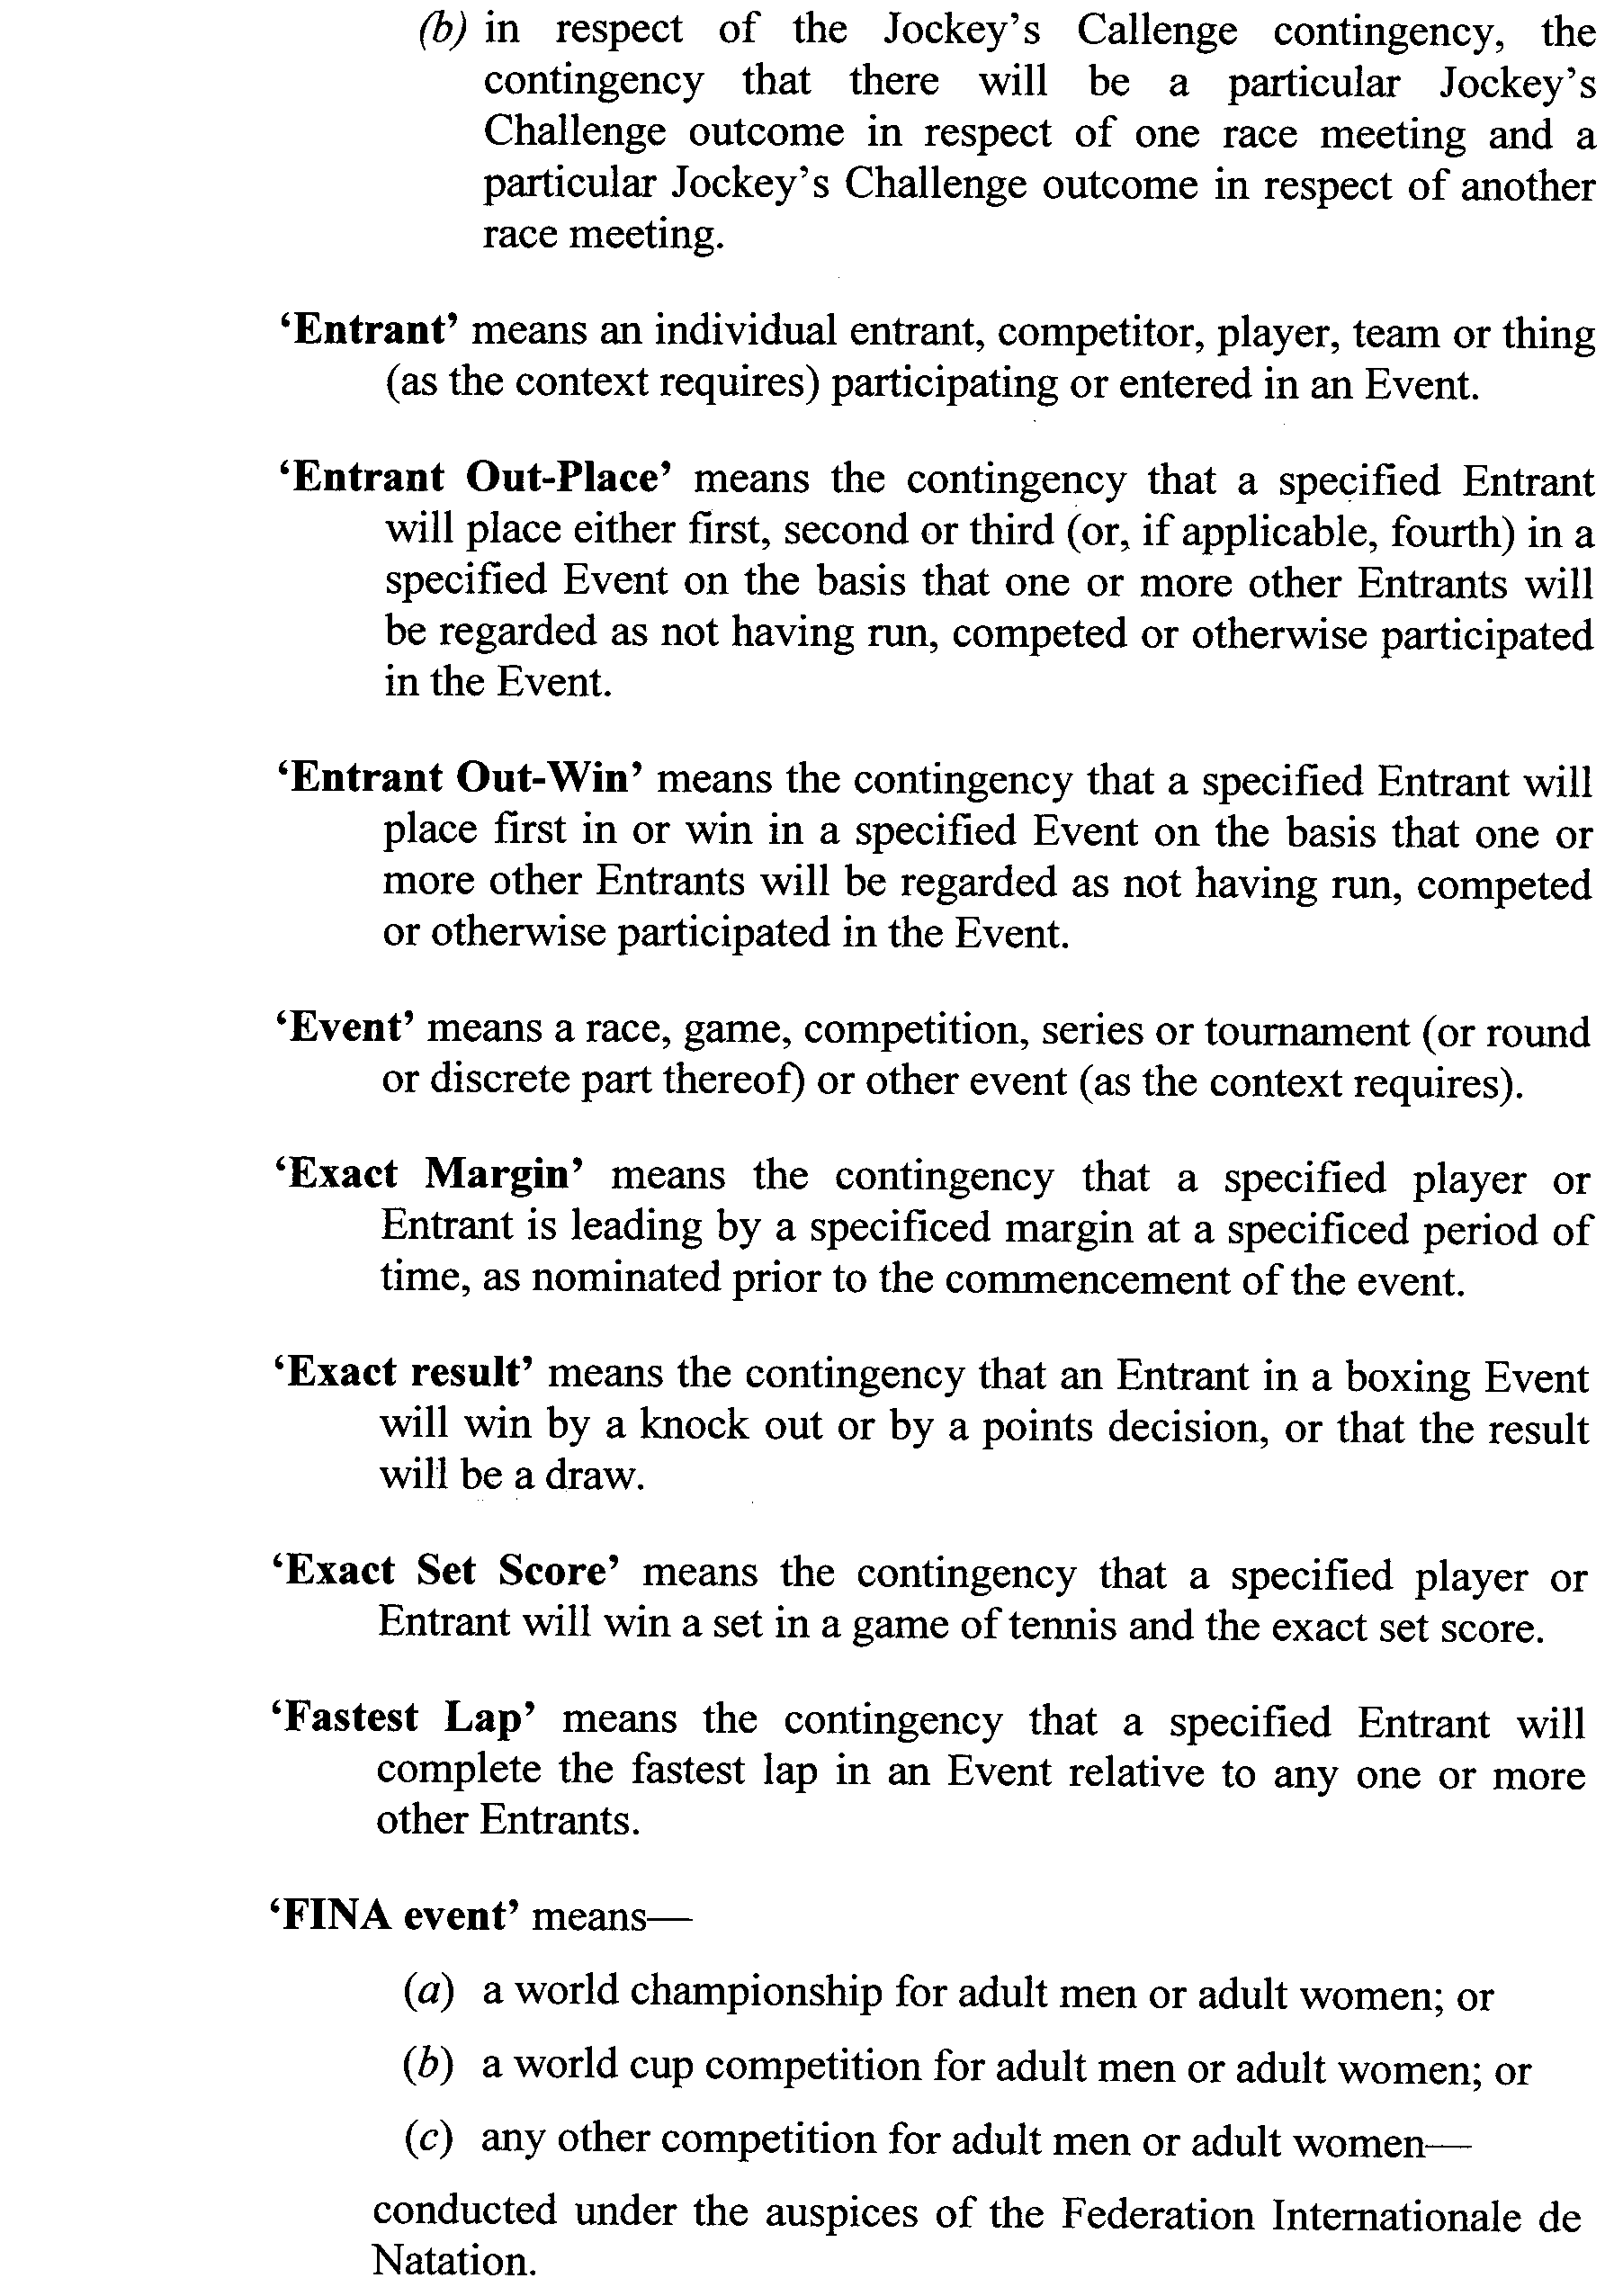 (b) in respect of the Jockey's Callenge contingency, the
contingency that there will be a particular Jockey's
Challenge outcome in respect of one race meeting and a
particular Jockey's Challenge outcome in respect of another
race meeting.
‘Entrant’ means an individual entrant, competitor, player, team or thing
(as the context requires) participating or entered in an Event.
‘Entrant Out-Place’ means the contingency that a specified Entrant
will place either first, second or third (or, if applicable, fourth) in a
specified Event on the basis that one or more other Entrants will
be regarded as not having run, competed or otherwise participated
in the Event.
‘Entrant Out-Win’ means the contingency that a specified Entrant will
place first in or win in a specified Event on the basis that one or
more other Entrants will be regarded as not having run, competed
or otherwise participated in the Event.
‘Event’ means a race, game, competition, series or tournament (or round
or discrete part thereof) or other event (as the context requires).
‘Exact Margin’ means the contingency that a specified player or
Entrant is leading by a specificed margin at a specificed period of
time, as nominated prior to the commencement of the event.
‘Exact result’ means the contingency that an Entrant in a boxing Event
will win by a knock out or by a points decision, or that the result
will be a draw.
‘Exact Set Score’ means the contingency that a specified player or
Entrant will win a set in a game of tennis and the exact set score.
‘Fastest Lap’ means the contingency that a specified Entrant will
complete the fastest lap in an Event relative to any one or more
other Entrants.
‘FINA event’ means—
(a) a world championship for adult men or adult women; or
(b) a world cup competition for adult men or adult women; or
(c) any other competition for adult men or adult women—
conducted under the auspices of the Federation Internationale de
Natation.